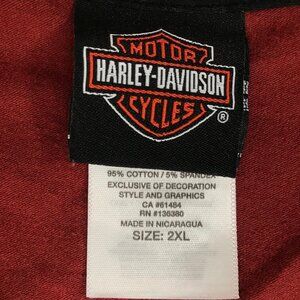 MOTOR
HARLEY-DAVIDSON
CYCLES
®
95% COTTON / 5% SPANDEX
EXCLUSIVE OF DECORATION
STYLE AND GRAPHICS
CA #61484
RN #136380
MADE IN NICARAGUA
SIZE: 2XL